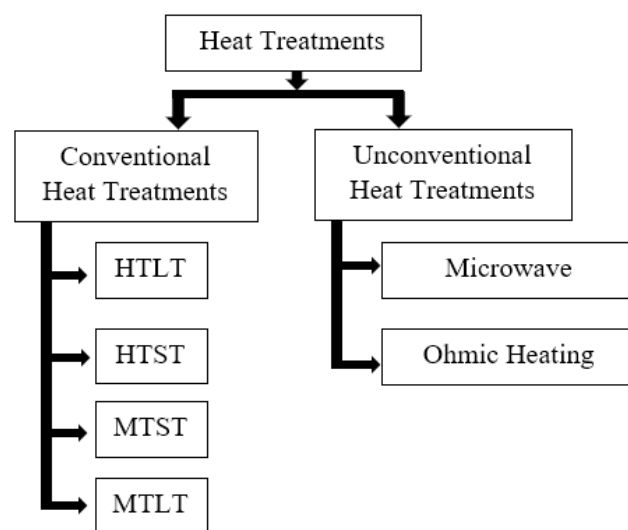 Heat Treatments
Conventional
Heat Treatments
Unconventional
Heat Treatments
HTLT
HTST
MTST
MTLT
Microwave
Ohmic Heating